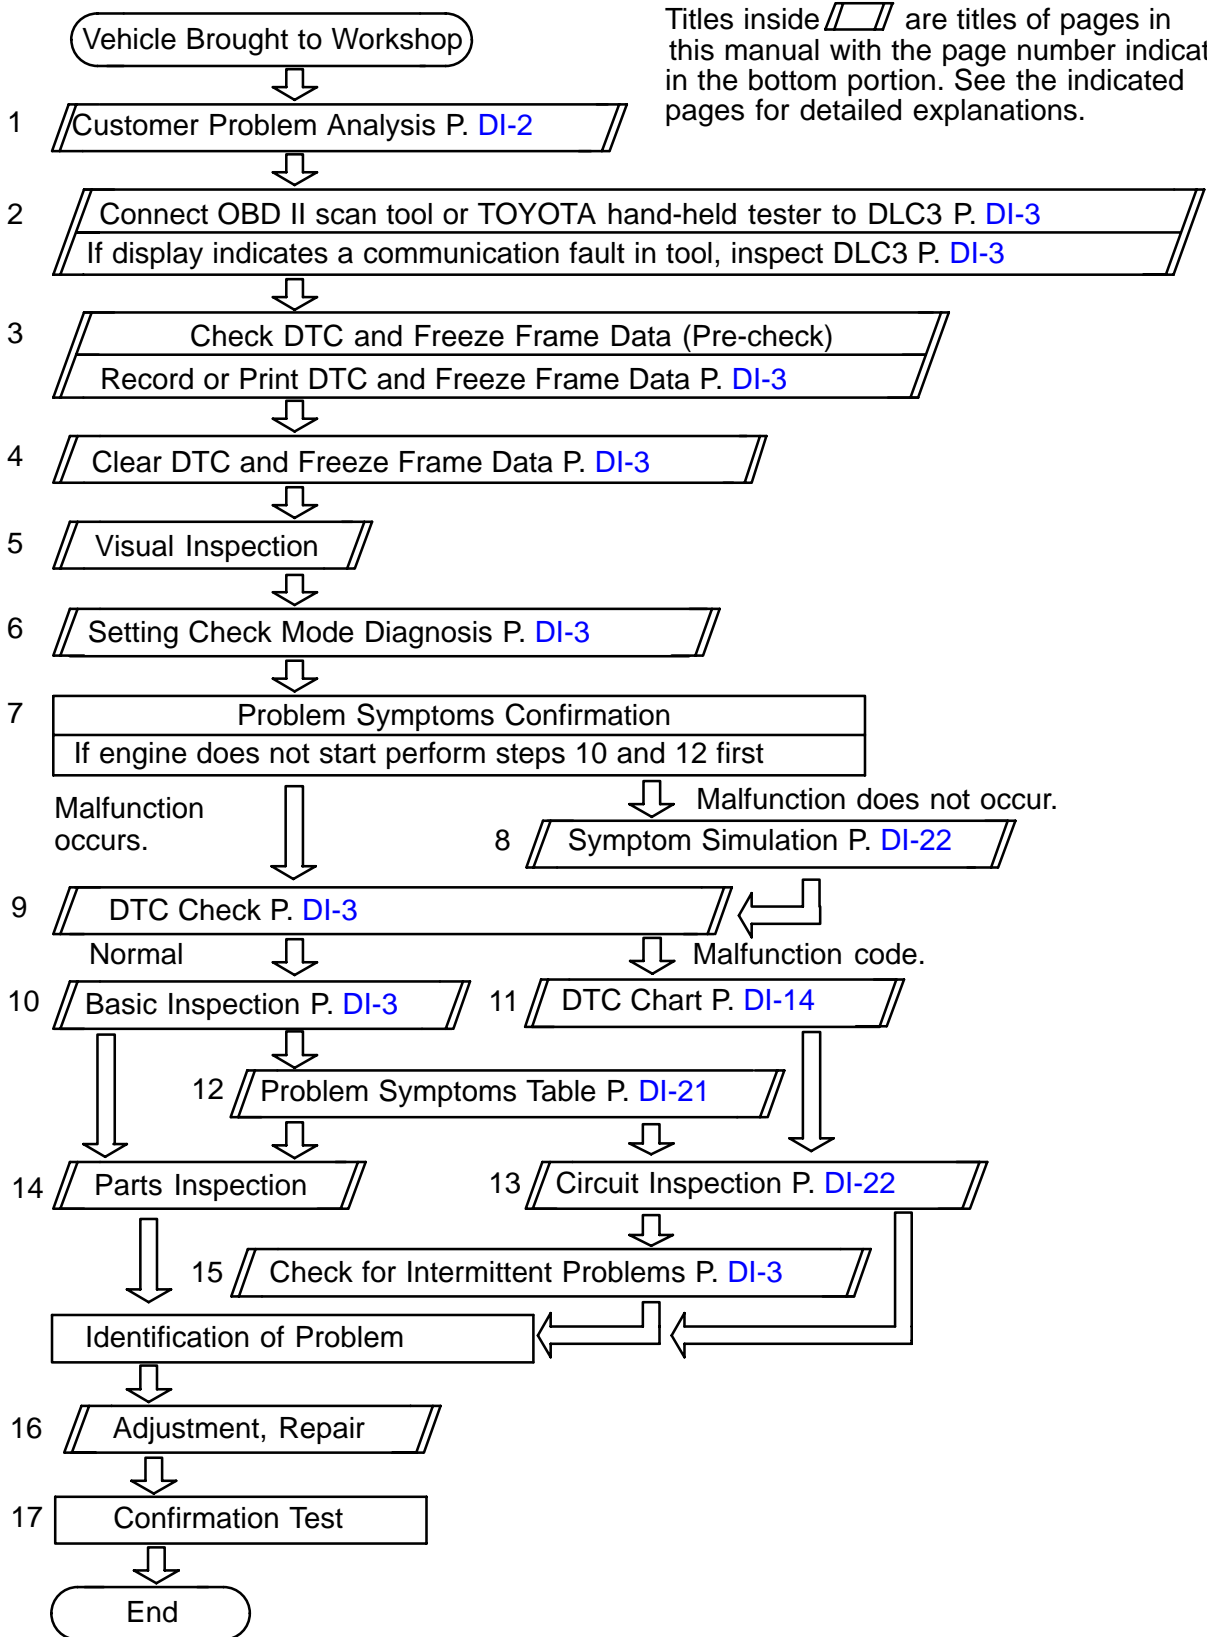 Vehicle Brought to Workshop
Titles inside are titles of pages in
this manual with the page number indicat
in the bottom portion. See the indicated
pages for detailed explanations.
1 Customer Problem Analysis P. DI-2
2 Connect OBD II scan tool or TOYOTA hand-held tester to DLC3 P. DI-3
If display indicates a communication fault in tool, inspect DLC3 P. DI-3
3 Check DTC and Freeze Frame Data (Pre-check)
Record or Print DTC and Freeze Frame Data P. DI-3
4 Clear DTC and Freeze Frame Data P. DI-3
5 Visual Inspection
6 Setting Check Mode Diagnosis P. DI-3
7 Problem Symptoms Confirmation
If engine does not start perform steps 10 and 12 first
Malfunction
occurs.
Malfunction does not occur.
8 Symptom Simulation P. DI-22
9 DTC Check P. DI-3
Normal
Malfunction code.
10 Basic Inspection P. DI-3
11 DTC Chart P. DI-14
12 Problem Symptoms Table P. DI-21
14 Parts Inspection
13 Circuit Inspection P. DI-22
15 Check for Intermittent Problems P. DI-3
Identification of Problem
16 Adjustment, Repair
17 Confirmation Test
End